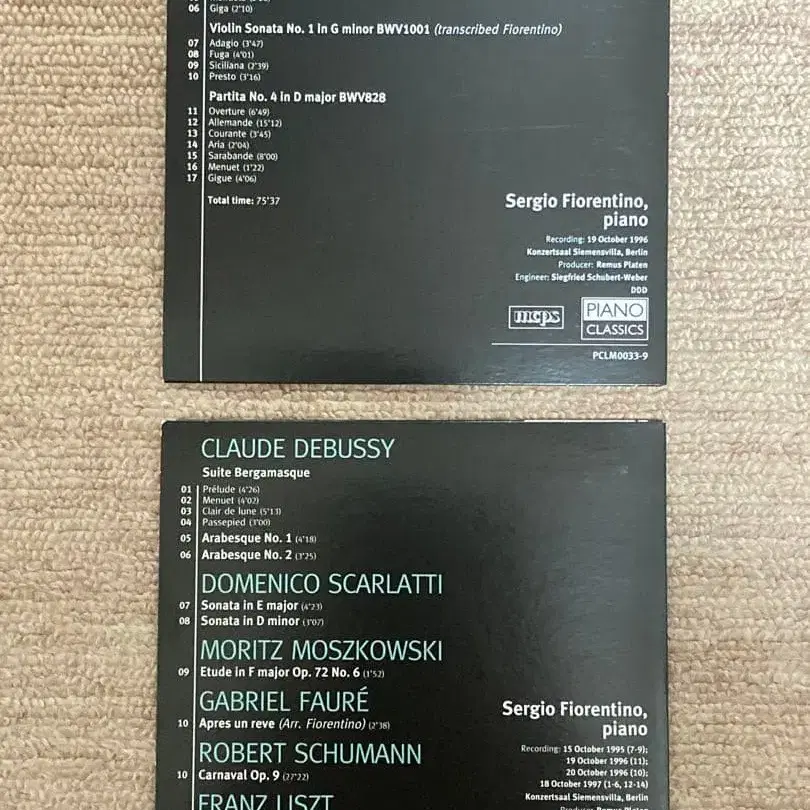 06 Giga (2'10)
Violin Sonata No. 1 in G minor BWV1001 (transcribed Fiorentino)
07 Adagio (3'47)
08 Fuga (4'01)
09 Siciliana (2'39)
10 Presto (3'16)
Partita No. 4 in D major BWV828
11 Overture (6'49)
12 Allemande (15'12)
13 Courante (3'45)
14 Aria (2'04)
15 Sarabande (8'00)
16 Menuet (1'22)
17 Gigue (4'06)
Total time: 75'37
Sergio Fiorentino,
piano
Recording: 19 October 1996
Konzertsaal Siemensvilla, Berlin
Producer: Remus Platen
Engineer: Siegfried Schubert-Weber
DDD
mcps
PIANO
CLASSICS
PCLM0033-9
CLAUDE DEBUSSY
Suite Bergamasque
01 Prélude (4'26)
02 Menuet (4'02)
03 Clair de lune (5'13)
04 Passepied (3'00)
05 Arabesque No. 1 (4'18)
06 Arabesque No. 2 (3'25)
DOMENICO SCARLATTI
07 Sonata in E major (4'23)
08 Sonata in D minor (3'07)
MORITZ MOSZKOWSKI
09 Etude in F major Op. 72 No. 6 (1'52)
GABRIEL FAURÉ
10 Apres un reve (Arr. Fiorentino) (2'38)
ROBERT SCHUMANN
10 Carnaval Op. 9 (27'22)
FRANZ LISZT
Sergio Fiorentino,
piano
Recording: 15 October 1995 (7-9);
19 October 1996 (11);
20 October 1996 (10);
18 October 1997 (1-6, 12-14)
Konzertsaal Siemensvilla, Berlin
Producer: Remus Platen